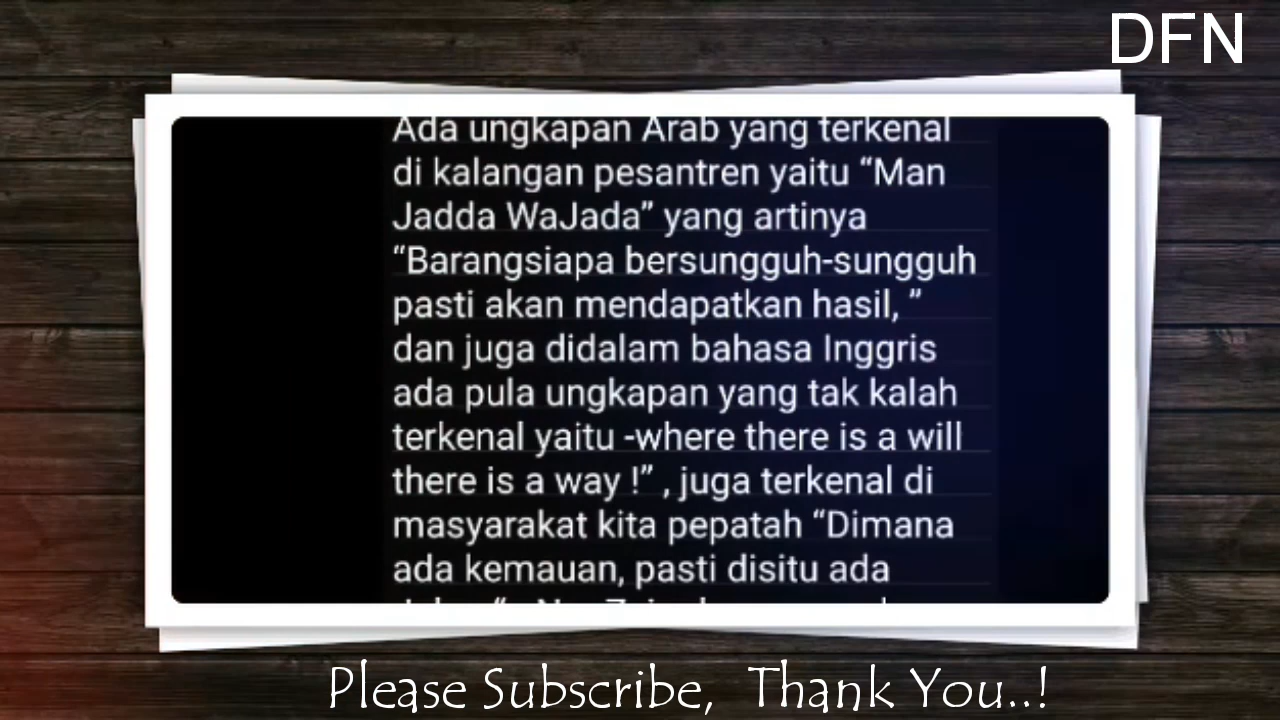 DFN
Ada ungkapan Arab yang terkenal
di kalangan pesantren yaitu “Man
Jadda WaJada” yang artinya
“Barangsiapa bersungguh-sungguh
pasti akan mendapatkan hasil, ”
dan juga didalam bahasa Inggris
ada pula ungkapan yang tak kalah
terkenal yaitu -where there is a will
there is a way !” , juga terkenal di
masyarakat kita pepatah “Dimana
ada kemauan, pasti disitu ada
Please Subscribe, Thank You..!